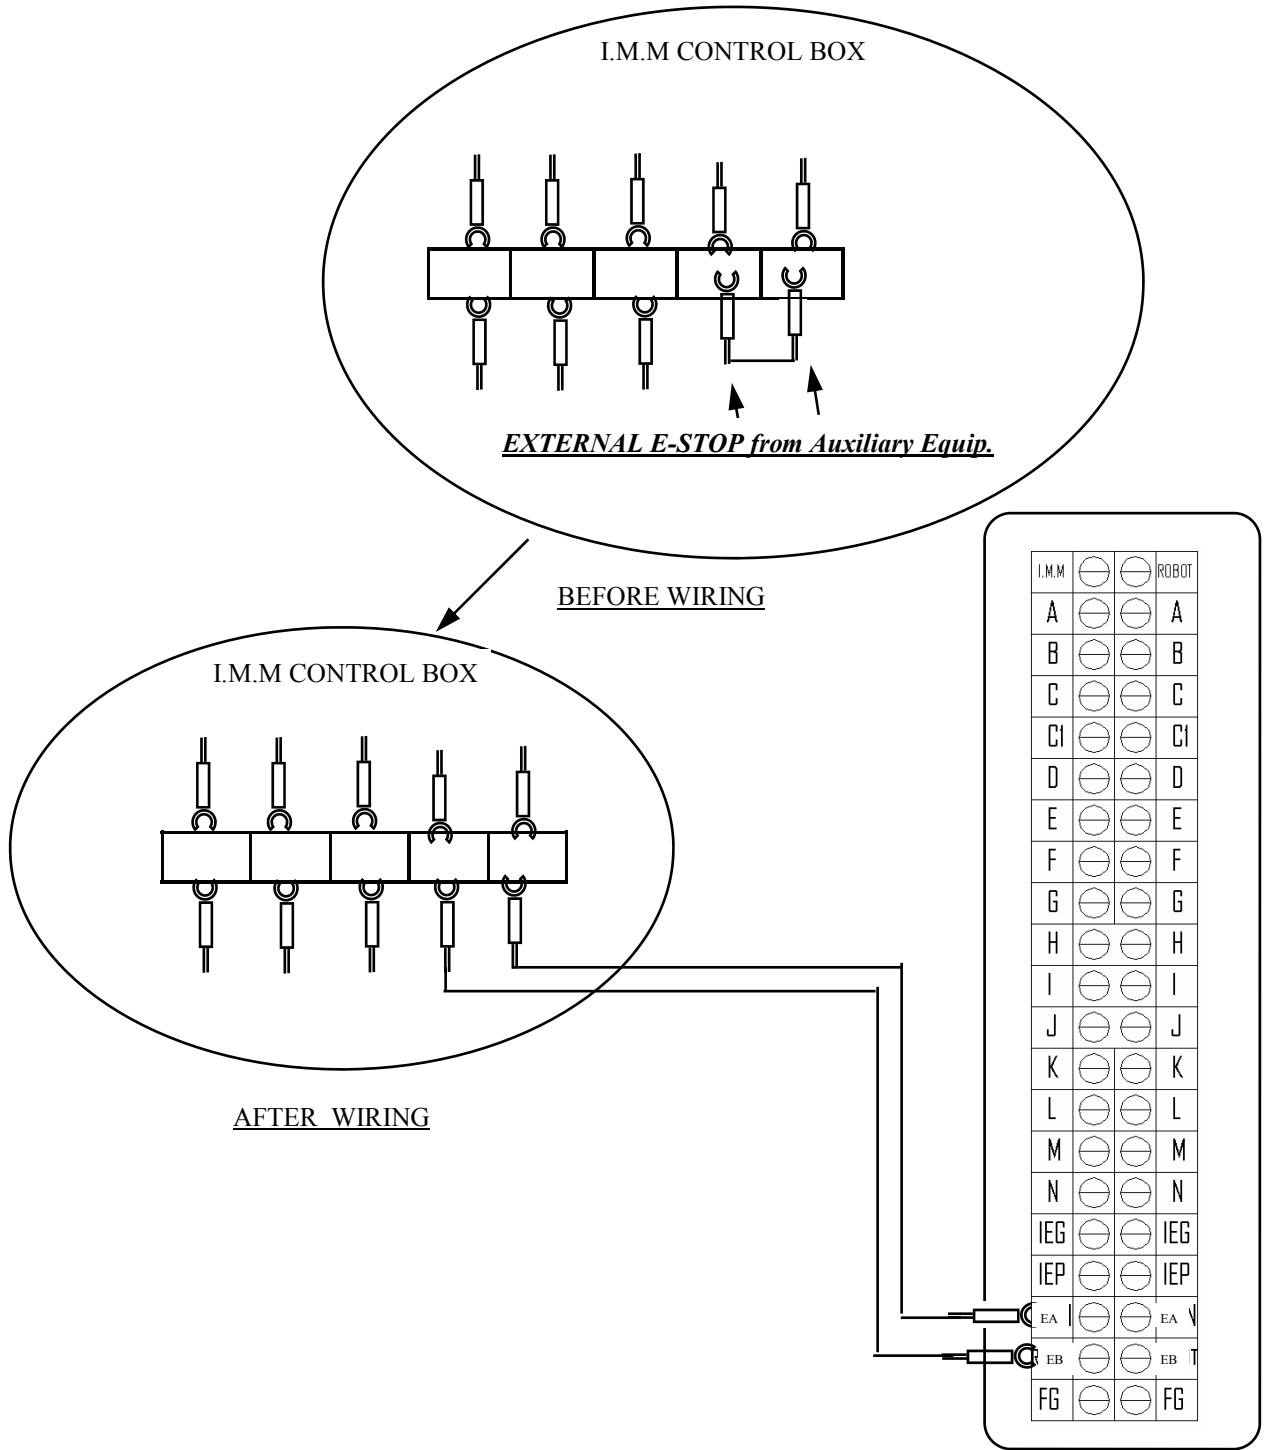 I.M.M CONTROL BOX
EXTERNAL E-STOP from Auxiliary Equip.
BEFORE WIRING
I.M.M CONTROL BOX
AFTER WIRING
I.M.M ROBOT
A A
B B
C C
C1 C1
D D
E E
F F
G G
H H
I I
J J
K K
L L
M M
N N
IEG IEG
IEP IEP
EA EA
EB EB
FG FG